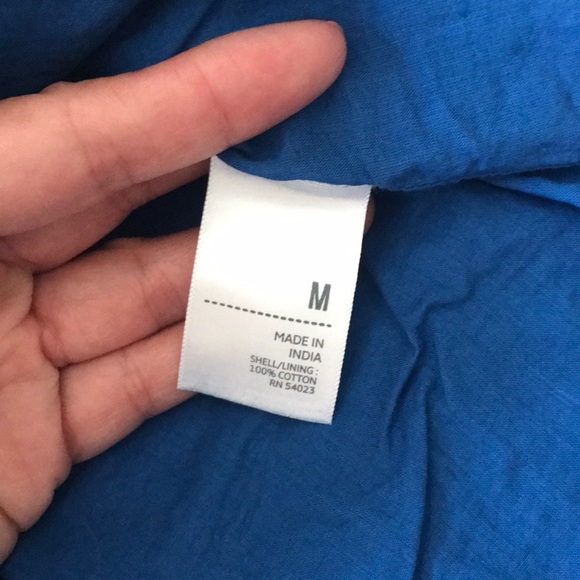 M
MADE IN
INDIA
SHELL/LINING :
100% COTTON
RN 54023